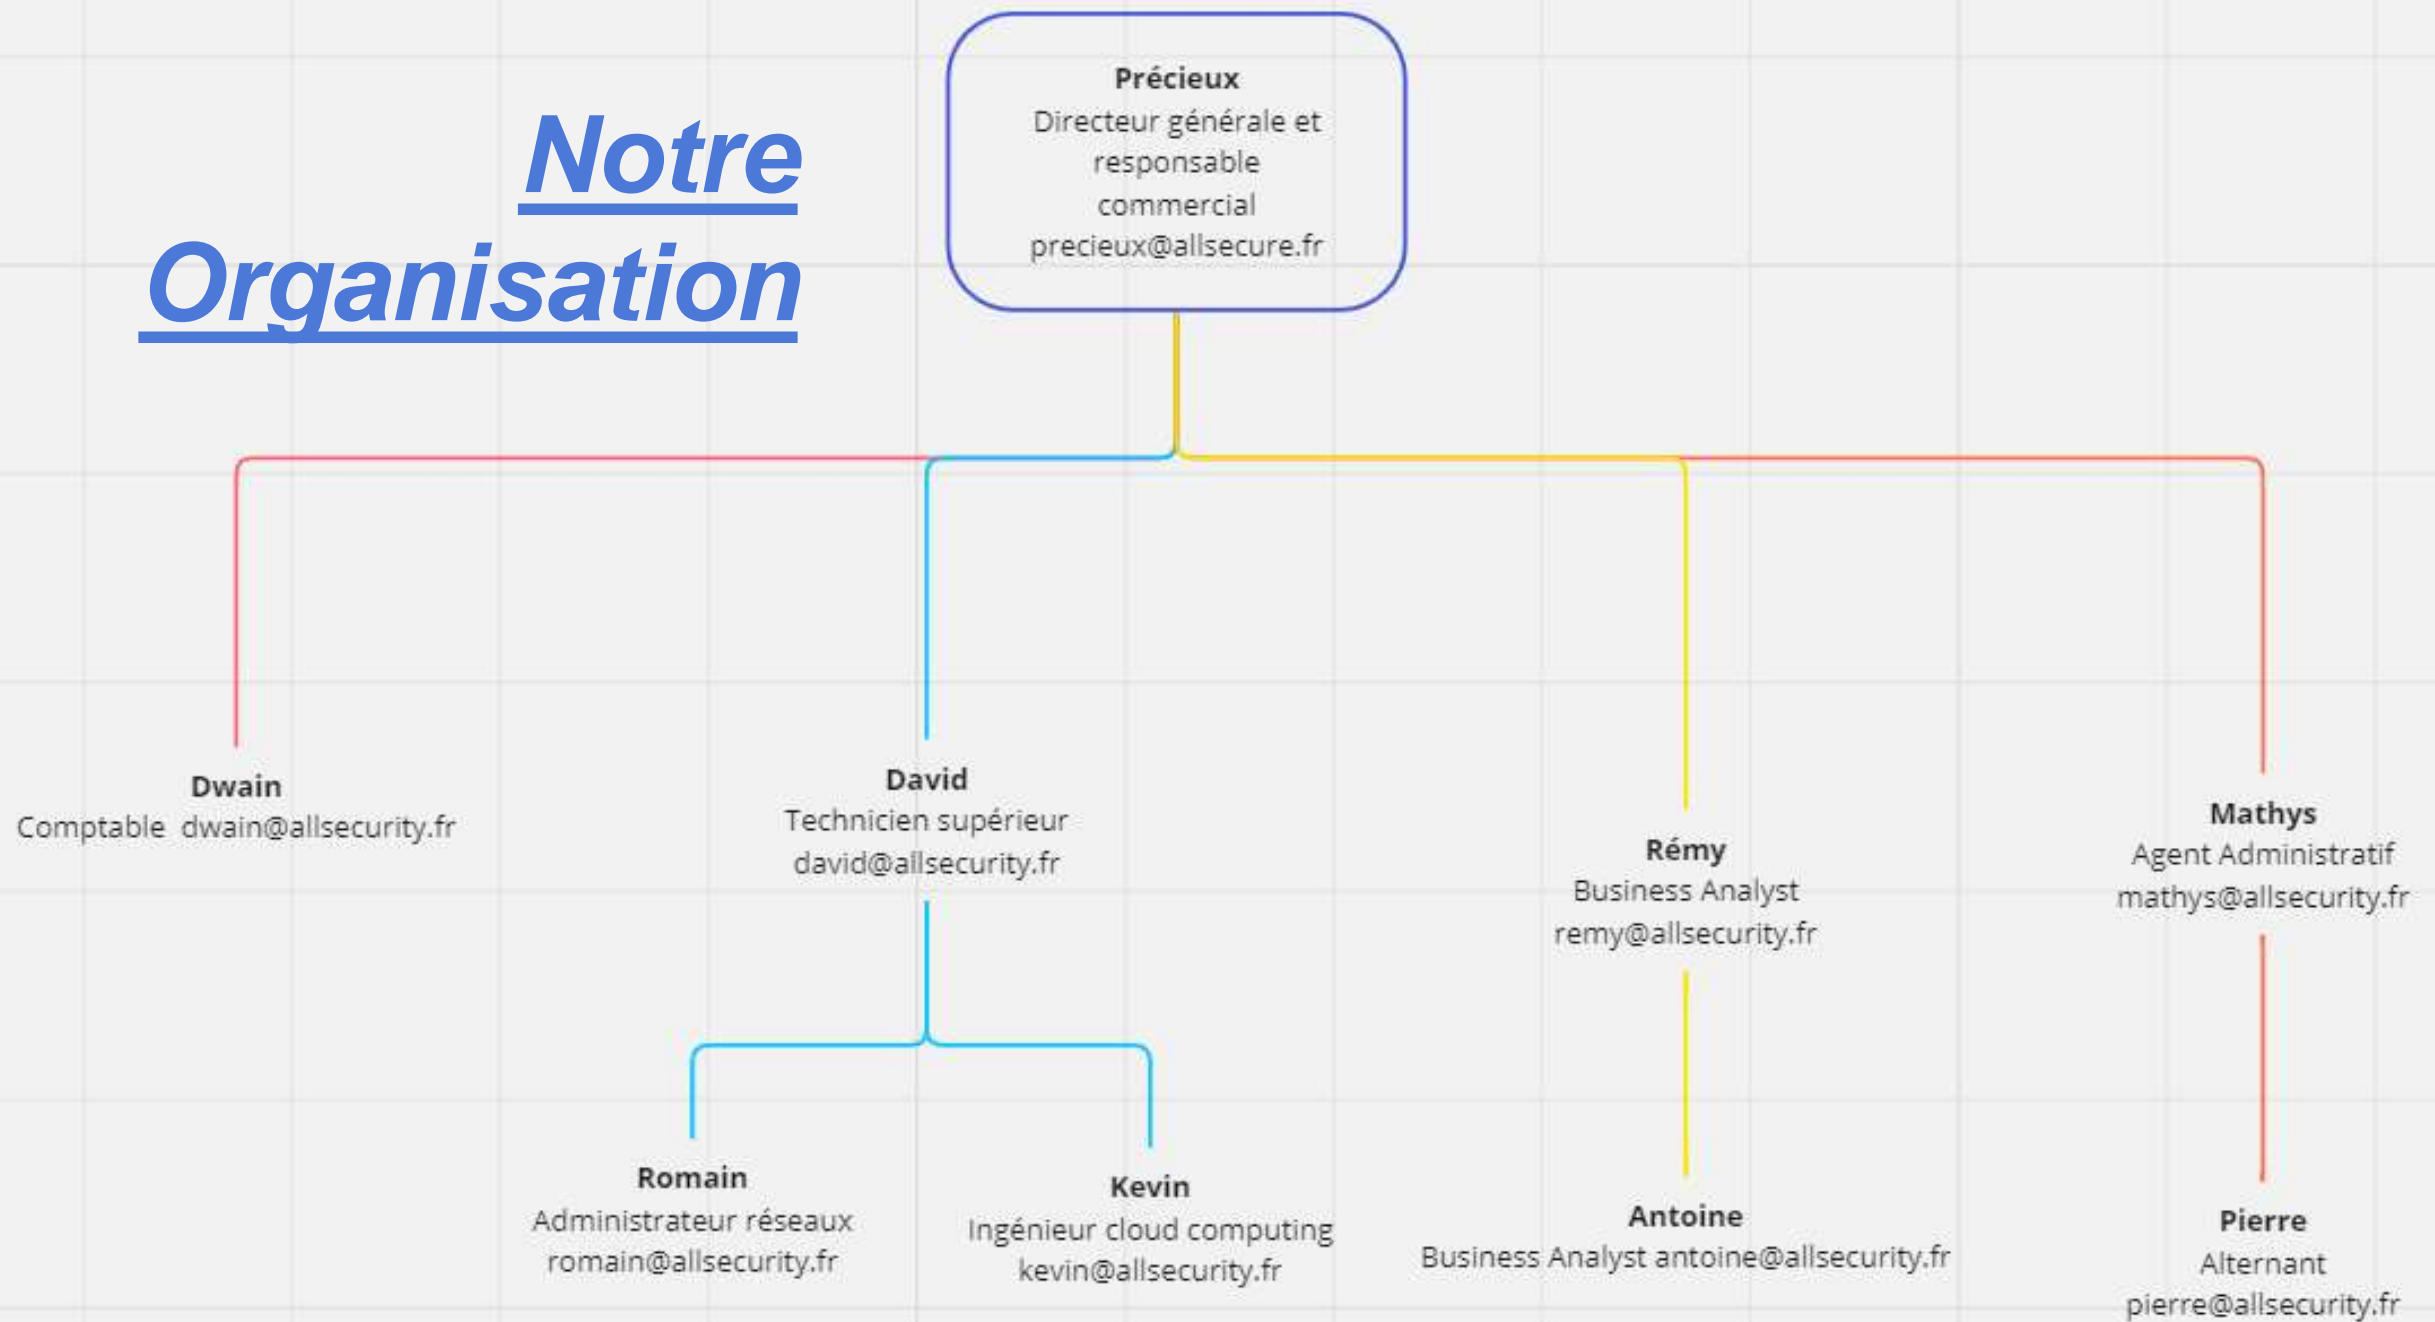 Notre
Organisation
Précieux
Directeur générale et
responsable
commercial
precieux@allsecure.fr
Dwain
Comptable  dwain@allsecurity.fr
David
Technicien supérieur
david@allsecurity.fr
Rémy
Business Analyst
remy@allsecurity.fr
Mathys
Agent Administratif
mathys@allsecurity.fr
Romain
Administrateur réseaux
romain@allsecurity.fr
Kevin
Ingénieur cloud computing
kevin@allsecurity.fr
Antoine
Business Analyst antoine@allsecurity.fr
Pierre
Alternant
pierre@allsecurity.fr